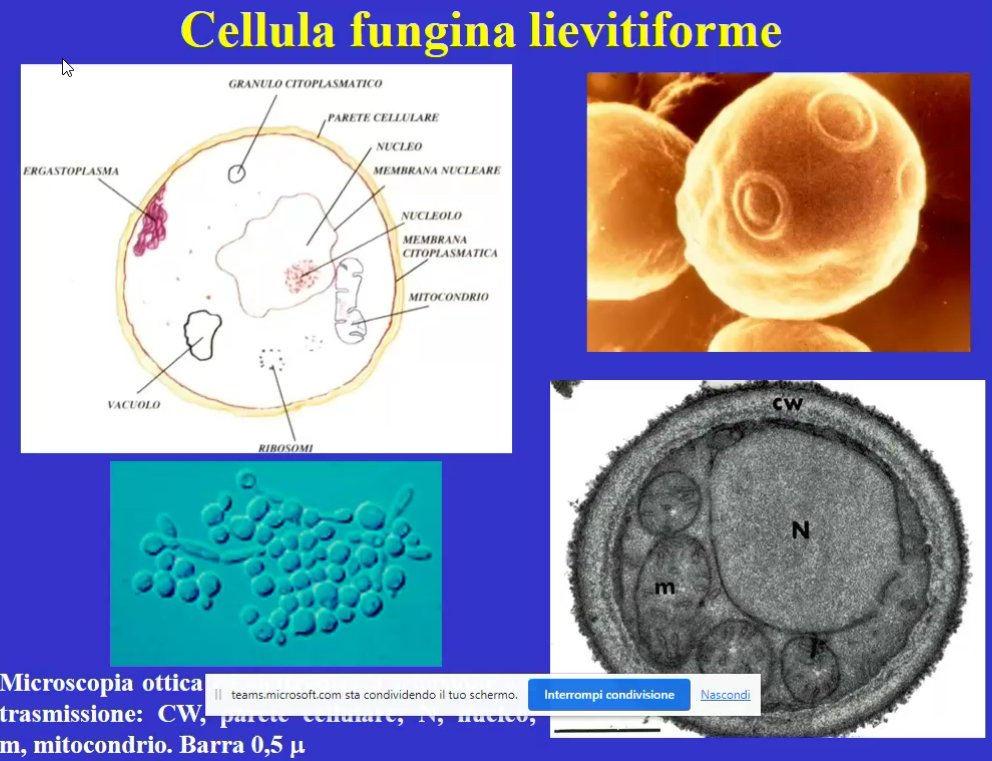 Cellula fungina lievitiforme
GRANULO CITOPLASMATICO
PARETE CELLULARE
NUCLEO
ERGASTOPLASMA
MEMBRANA NUCLEARE
NUCLEOLO
MEMBRANA
CITOPLASMATICA
MITOCONDRIO
VACUOLO
RIBOSOMI
CW
N
m
Microscopia ottica
teams.microsoft.com sta condividendo il tuo schermo. Interrompi condivisione Nascondi
trasmissione: CW, parete cellulare, N, nucleo,
m, mitocondrio. Barra 0,5 µ